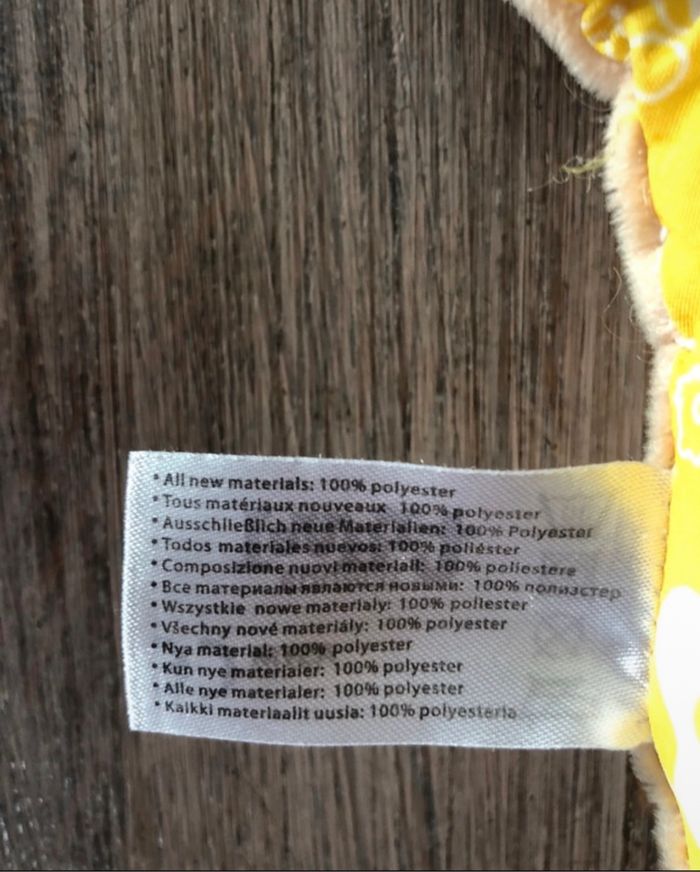 * All new materials: 100% polyester
* Tous matériaux nouveaux 100% polyester
* Ausschließlich neue Materialien: 100% Polyester
* Todos materiales nuevos: 100% poliéster
* Composizione nuovi materiali: 100% poliestere
* Все материалы являются новыми: 100% полиэстер
* Wszystkie nowe materiały: 100% poliester
* Všechny nové materiály: 100% polyester
* Nya material: 100% polyester
* Kun nye materiaier: 100% polyester
* Alle nye materialer: 100% polyester
* Kaikki materiaalit uusia: 100% polyesteria